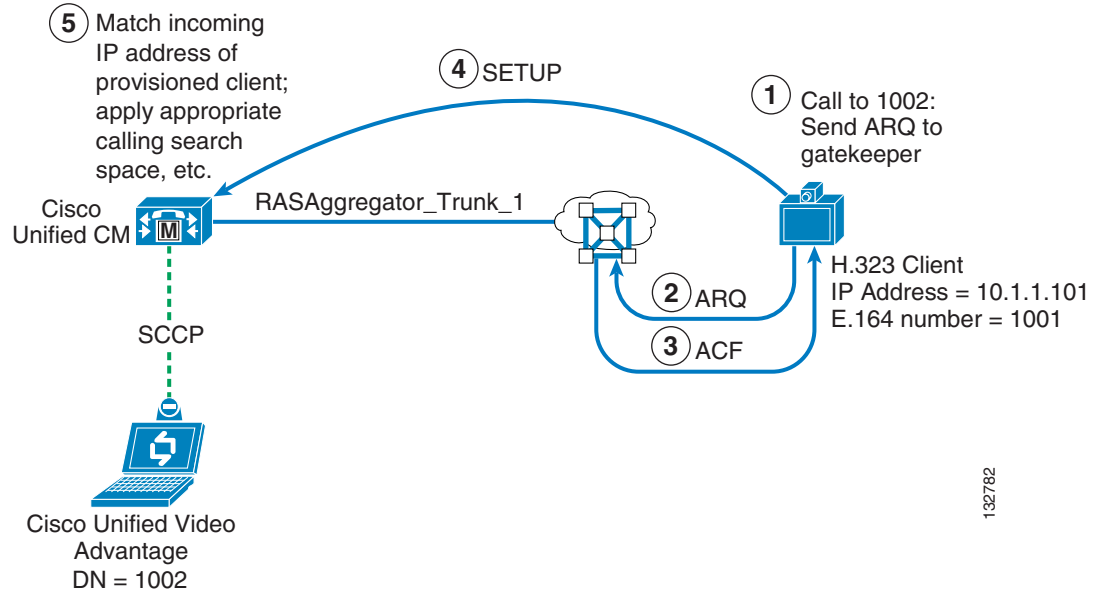 5 Match incoming
IP address of
provisioned client;
apply appropriate
calling search
space, etc.
4 SETUP
1 Call to 1002:
Send ARQ to
gatekeeper
Cisco
Unified CM
M
RASAggregator_Trunk_1
H.323 Client
IP Address = 10.1.1.101
E.164 number = 1001
2 ARQ
3 ACF
SCCP
Cisco Unified Video
Advantage
DN = 1002
132782